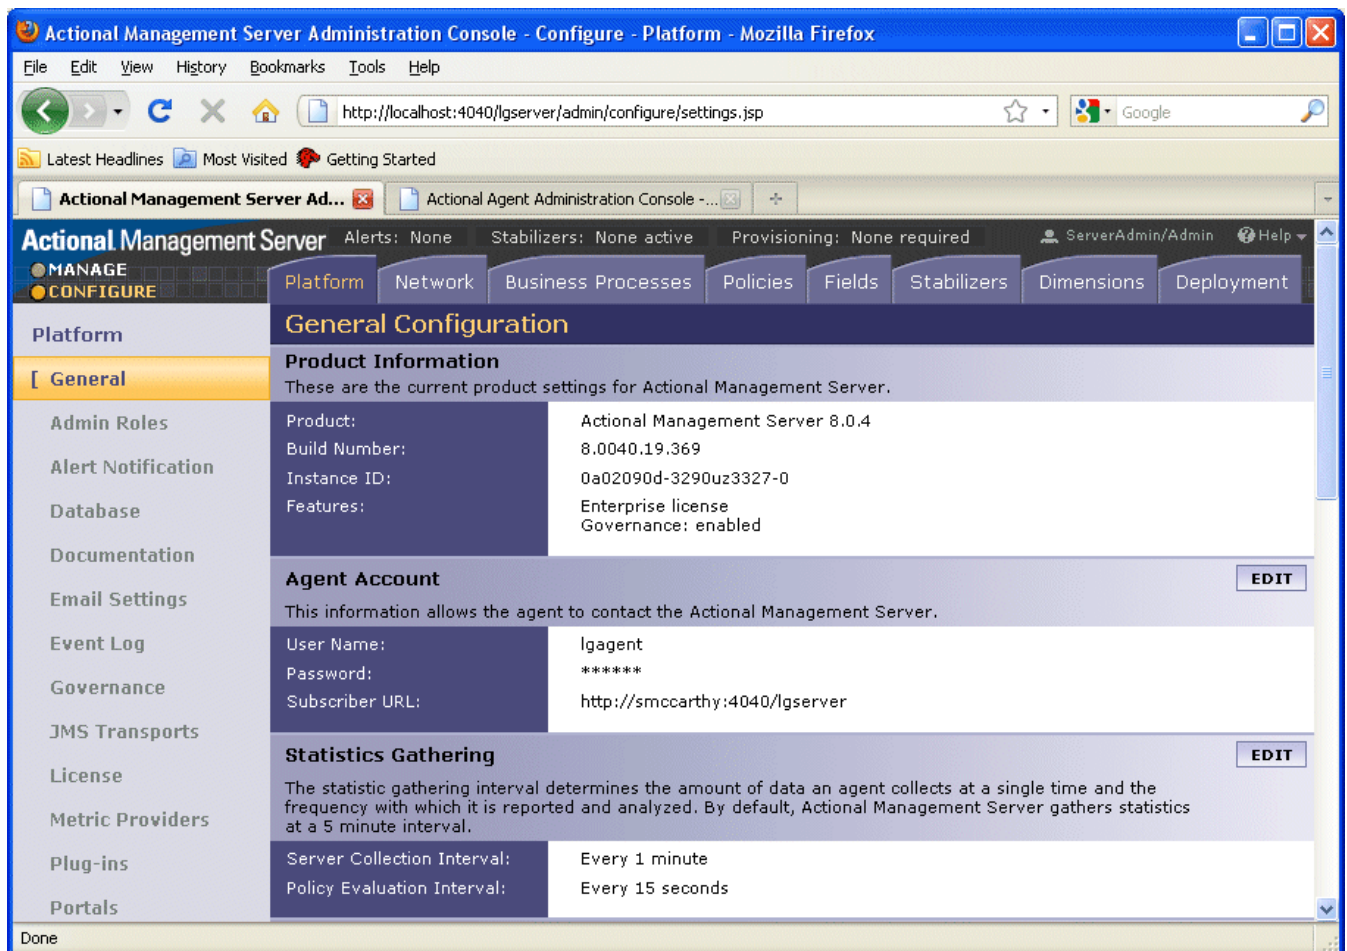 Actional Management Server Administration Console - Configure - Platform - Mozilla Firefox
File Edit View History Bookmarks Tools Help
http://localhost:4040/lgserver/admin/configure/settings.jsp Google
Latest Headlines Most Visited Getting Started
Actional Management Server Ad... Actional Agent Administration Console -...
Actional Management Server Alerts: None Stabilizers: None active Provisioning: None required ServerAdmin/Admin Help
MANAGE
CONFIGURE
Platform Network Business Processes Policies Fields Stabilizers Dimensions Deployment
Platform
[ General
Admin Roles
Alert Notification
Database
Documentation
Email Settings
Event Log
Governance
JMS Transports
License
Metric Providers
Plug-ins
Portals
General Configuration
Product Information
These are the current product settings for Actional Management Server.
Product: Actional Management Server 8.0.4
Build Number: 8.0040.19.369
Instance ID: 0a02090d-3290uz3327-0
Features: Enterprise license
Governance: enabled
Agent Account EDIT
This information allows the agent to contact the Actional Management Server.
User Name: lgagent
Password: ******
Subscriber URL: http://smccarthy:4040/lgserver
Statistics Gathering EDIT
The statistic gathering interval determines the amount of data an agent collects at a single time and the
frequency with which it is reported and analyzed. By default, Actional Management Server gathers statistics
at a 5 minute interval.
Server Collection Interval: Every 1 minute
Policy Evaluation Interval: Every 15 seconds
Done